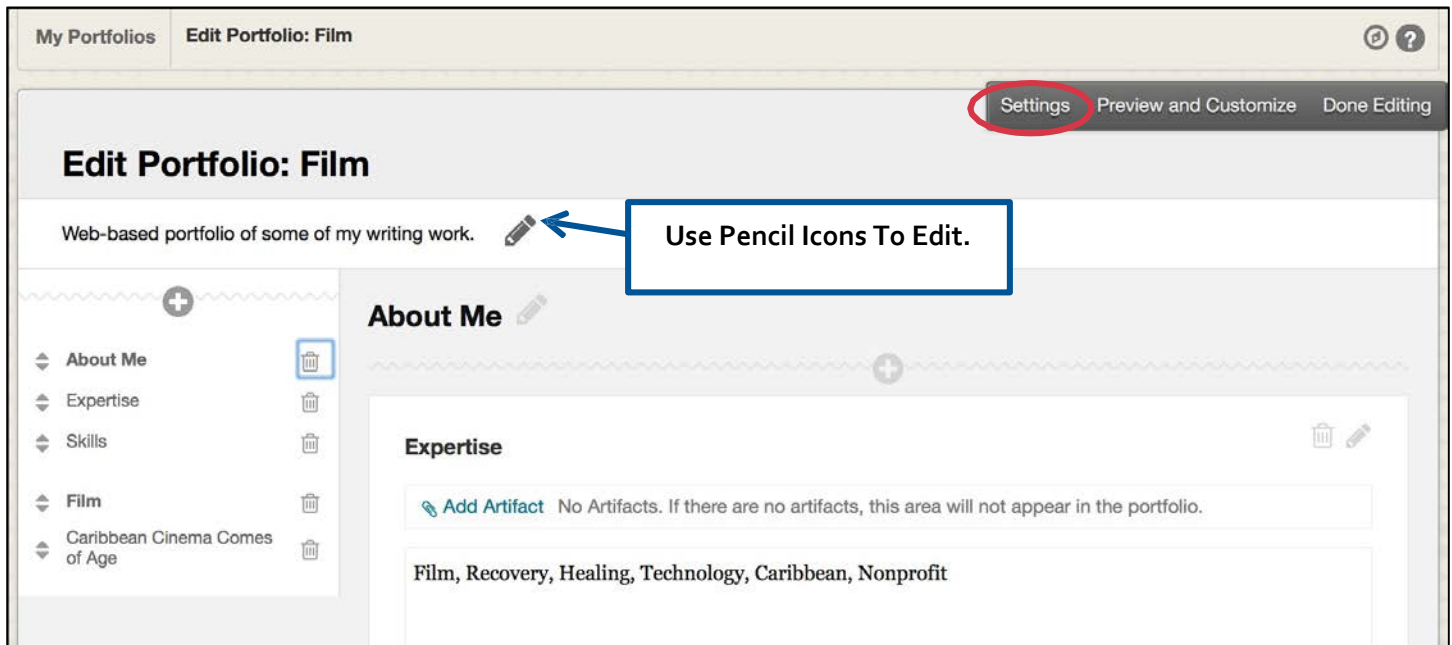 My Portfolios Edit Portfolio: Film
?
Settings Preview and Customize Done Editing
Edit Portfolio: Film
Web-based portfolio of some of my writing work.
Use Pencil Icons To Edit.
About Me
Expertise
Skills
Film
Caribbean Cinema Comes
of Age
About Me
Expertise
Add Artifact No Artifacts. If there are no artifacts, this area will not appear in the portfolio.
Film, Recovery, Healing, Technology, Caribbean, Nonprofit